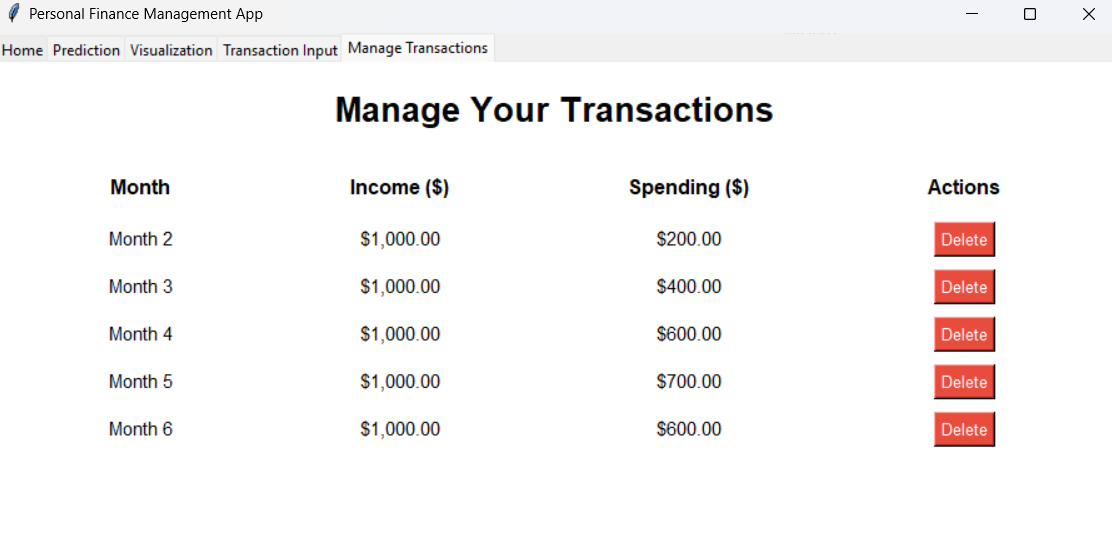 Personal Finance Management App
Home Prediction Visualization Transaction Input Manage Transactions
Manage Your Transactions
Month Income ($) Spending ($) Actions
Month 2 $1,000.00 $200.00 Delete
Month 3 $1,000.00 $400.00 Delete
Month 4 $1,000.00 $600.00 Delete
Month 5 $1,000.00 $700.00 Delete
Month 6 $1,000.00 $600.00 Delete